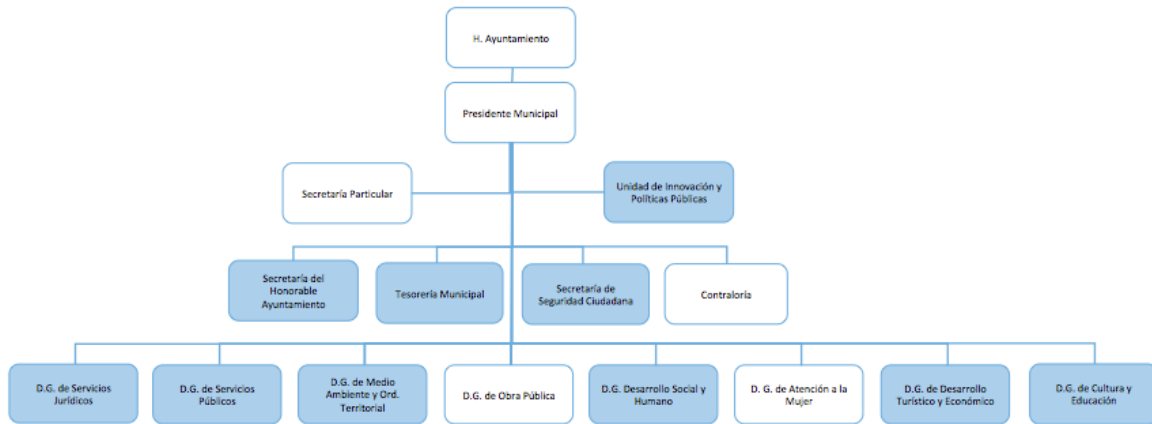 H. Ayuntamiento
Presidente Municipal
Secretaría Particular
Unidad de Innovación y
Políticas Públicas
Secretaría del
Honorable
Ayuntamiento
Tesorería Municipal
Secretaría de
Seguridad Ciudadana
Contraloría
D.G. de Servicios
Jurídicos
D.G. de Servicios
Públicos
D.G. de Medio
Ambiente y Ord.
Territorial
D.G. de Obra Pública
D.G. Desarrollo Social y
Humano
D. G. de Atención a la
Mujer
D.G. de Desarrollo
Turístico y Económico
D.G. de Cultura y
Educación